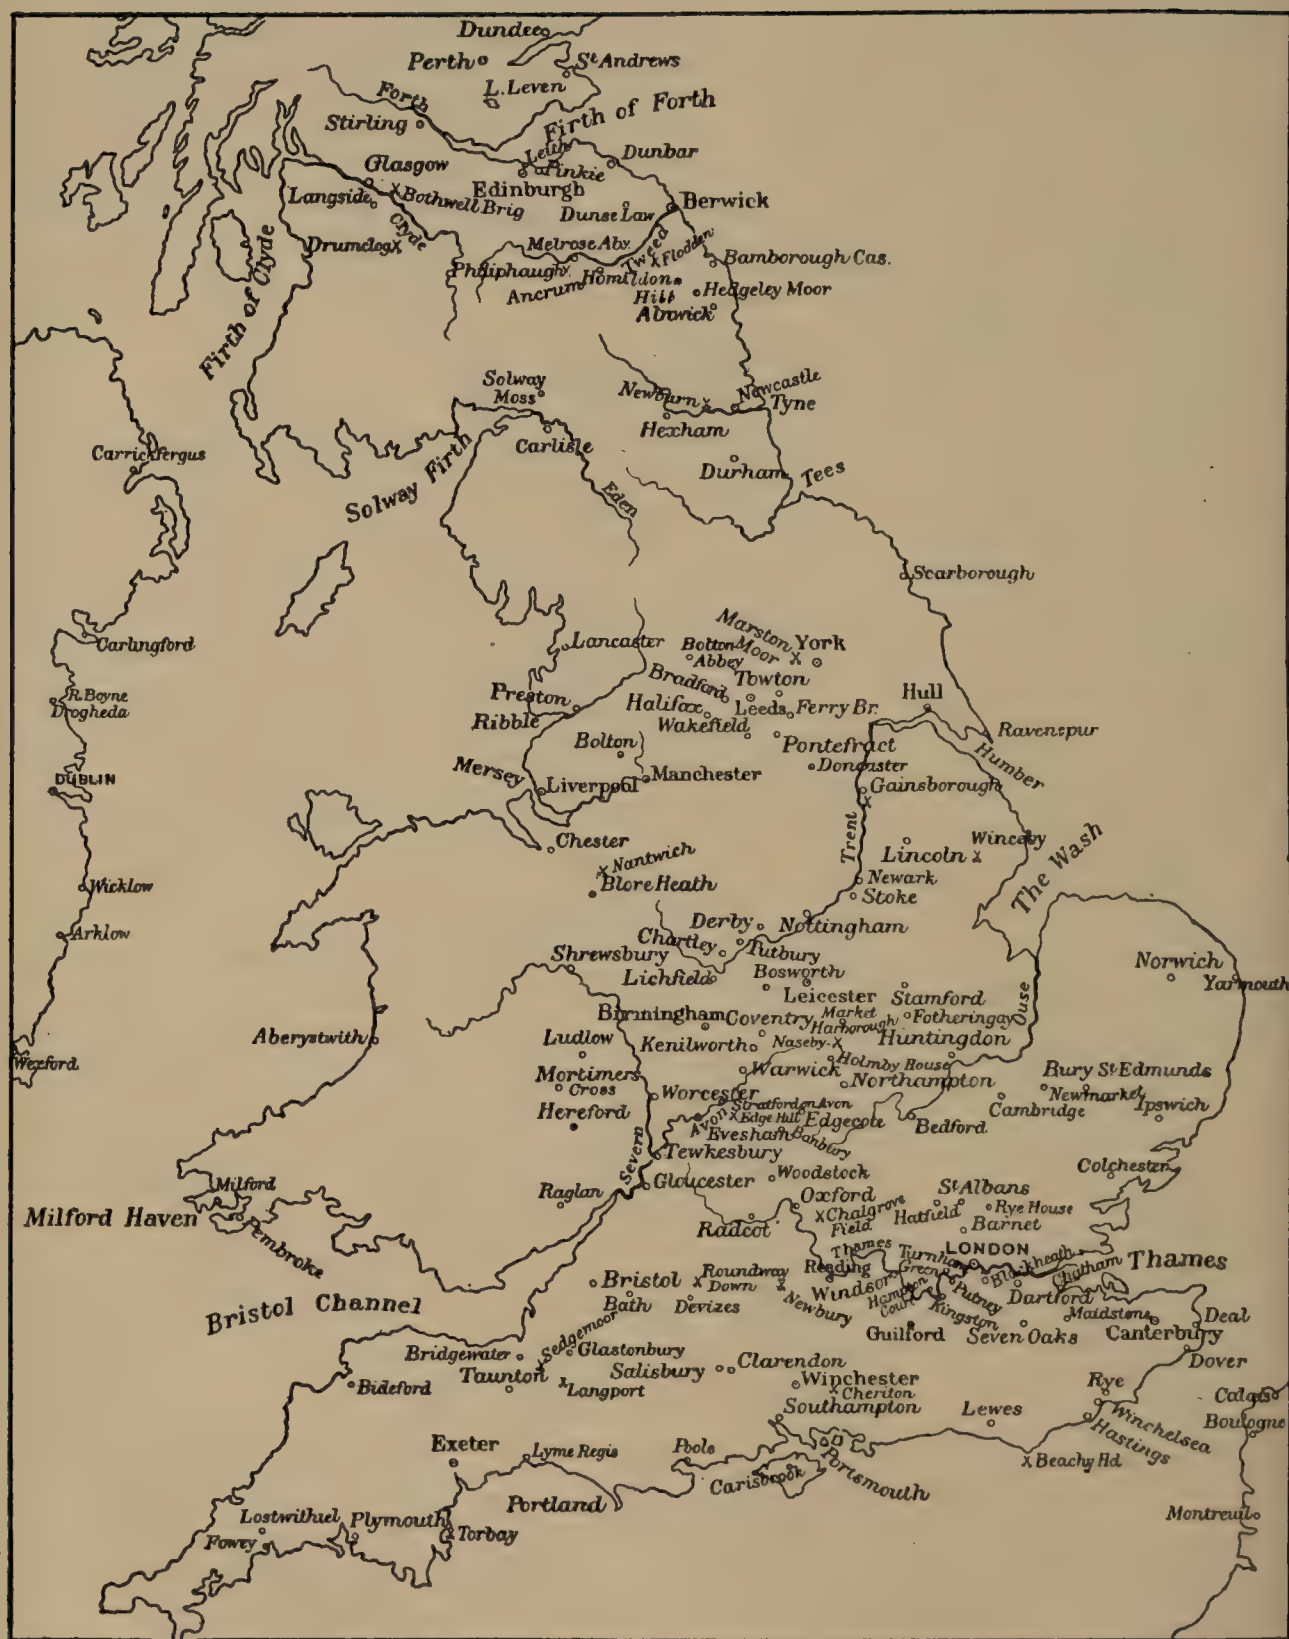 Dundee
Perth
St Andrews
L. Leven
Forth
Firth of Forth
Stirling
Leith
Dunbar
Glasgow
Pinkie
Edinburgh
Langside
Bothwell Brig
Dunse Law
Berwick
Clyde
Drumclog
Melrose Aby.
Tweed
Flodden
Bamborough Cas.
Philiphaugh
Homildon
Hill
Ancrum
Hedgeley Moor
Alnwick
Firth of Clyde
Solway
Moss
Newburn
Newcastle
Tyne
Hexham
Carlisle
Carrickfergus
Durham
Tees
Solway Firth
Eden
Scarborough
Carlingford
Lancaster
Marston
Moor
York
Bolton
Abbey
Bradford
Towton
R. Boyne
Drogheda
Preston
Halifax
Leeds
Ferry Br.
Hull
Ribble
Wakefield
Ravenspur
Bolton
Pontefract
Humber
DUBLIN
Mersey
Manchester
Doncaster
Liverpool
Gainsborough
Trent
Chester
Winceby
Nantwich
Lincoln
The Wash
Wicklow
Blore Heath
Newark
Stoke
Arklow
Derby
Nottingham
Chartley
Tutbury
Shrewsbury
Norwich
Lichfield
Bosworth
Yarmouth
Leicester
Stamford
Ouse
Birmingham
Coventry
Market
Harborough
Fotheringay
Aberystwith
Ludlow
Kenilworth
Naseby
Huntingdon
Wexford
Holmby House
Mortimers
Cross
Warwick
Northampton
Bury St Edmunds
Newmarket
Worcester
Cambridge
Ipswich
Hereford
Stratford on Avon
Avon
Edge Hill
Edgecote
Bedford
Evesham
Banbury
Severn
Tewkesbury
Colchester
Milford
Raglan
Gloucester
Woodstock
Oxford
St Albans
Milford Haven
Chalgrove
Field
Hatfield
Rye House
Pembroke
Radcot
Barnet
Thames
Turnham
Green
LONDON
Blackheath
Chatham
Thames
Bristol
Roundway
Down
Reading
Windsor
Hampton
Court
Putney
Dartford
Bristol Channel
Bath
Devizes
Newbury
Kingston
Maidstone
Deal
Guilford
Seven Oaks
Canterbury
Sedgemoor
Bridgewater
Glastonbury
Dover
Taunton
Salisbury
Clarendon
Bideford
Langport
Winchester
Cheriton
Rye
Calais
Southampton
Lewes
Winchelsea
Boulogne
Hastings
Exeter
Lyme Regis
Poole
Portsmouth
Beachy Hd.
Carisbrook
Portland
Montreuil
Lostwithiel
Plymouth
Fowey
Torbay